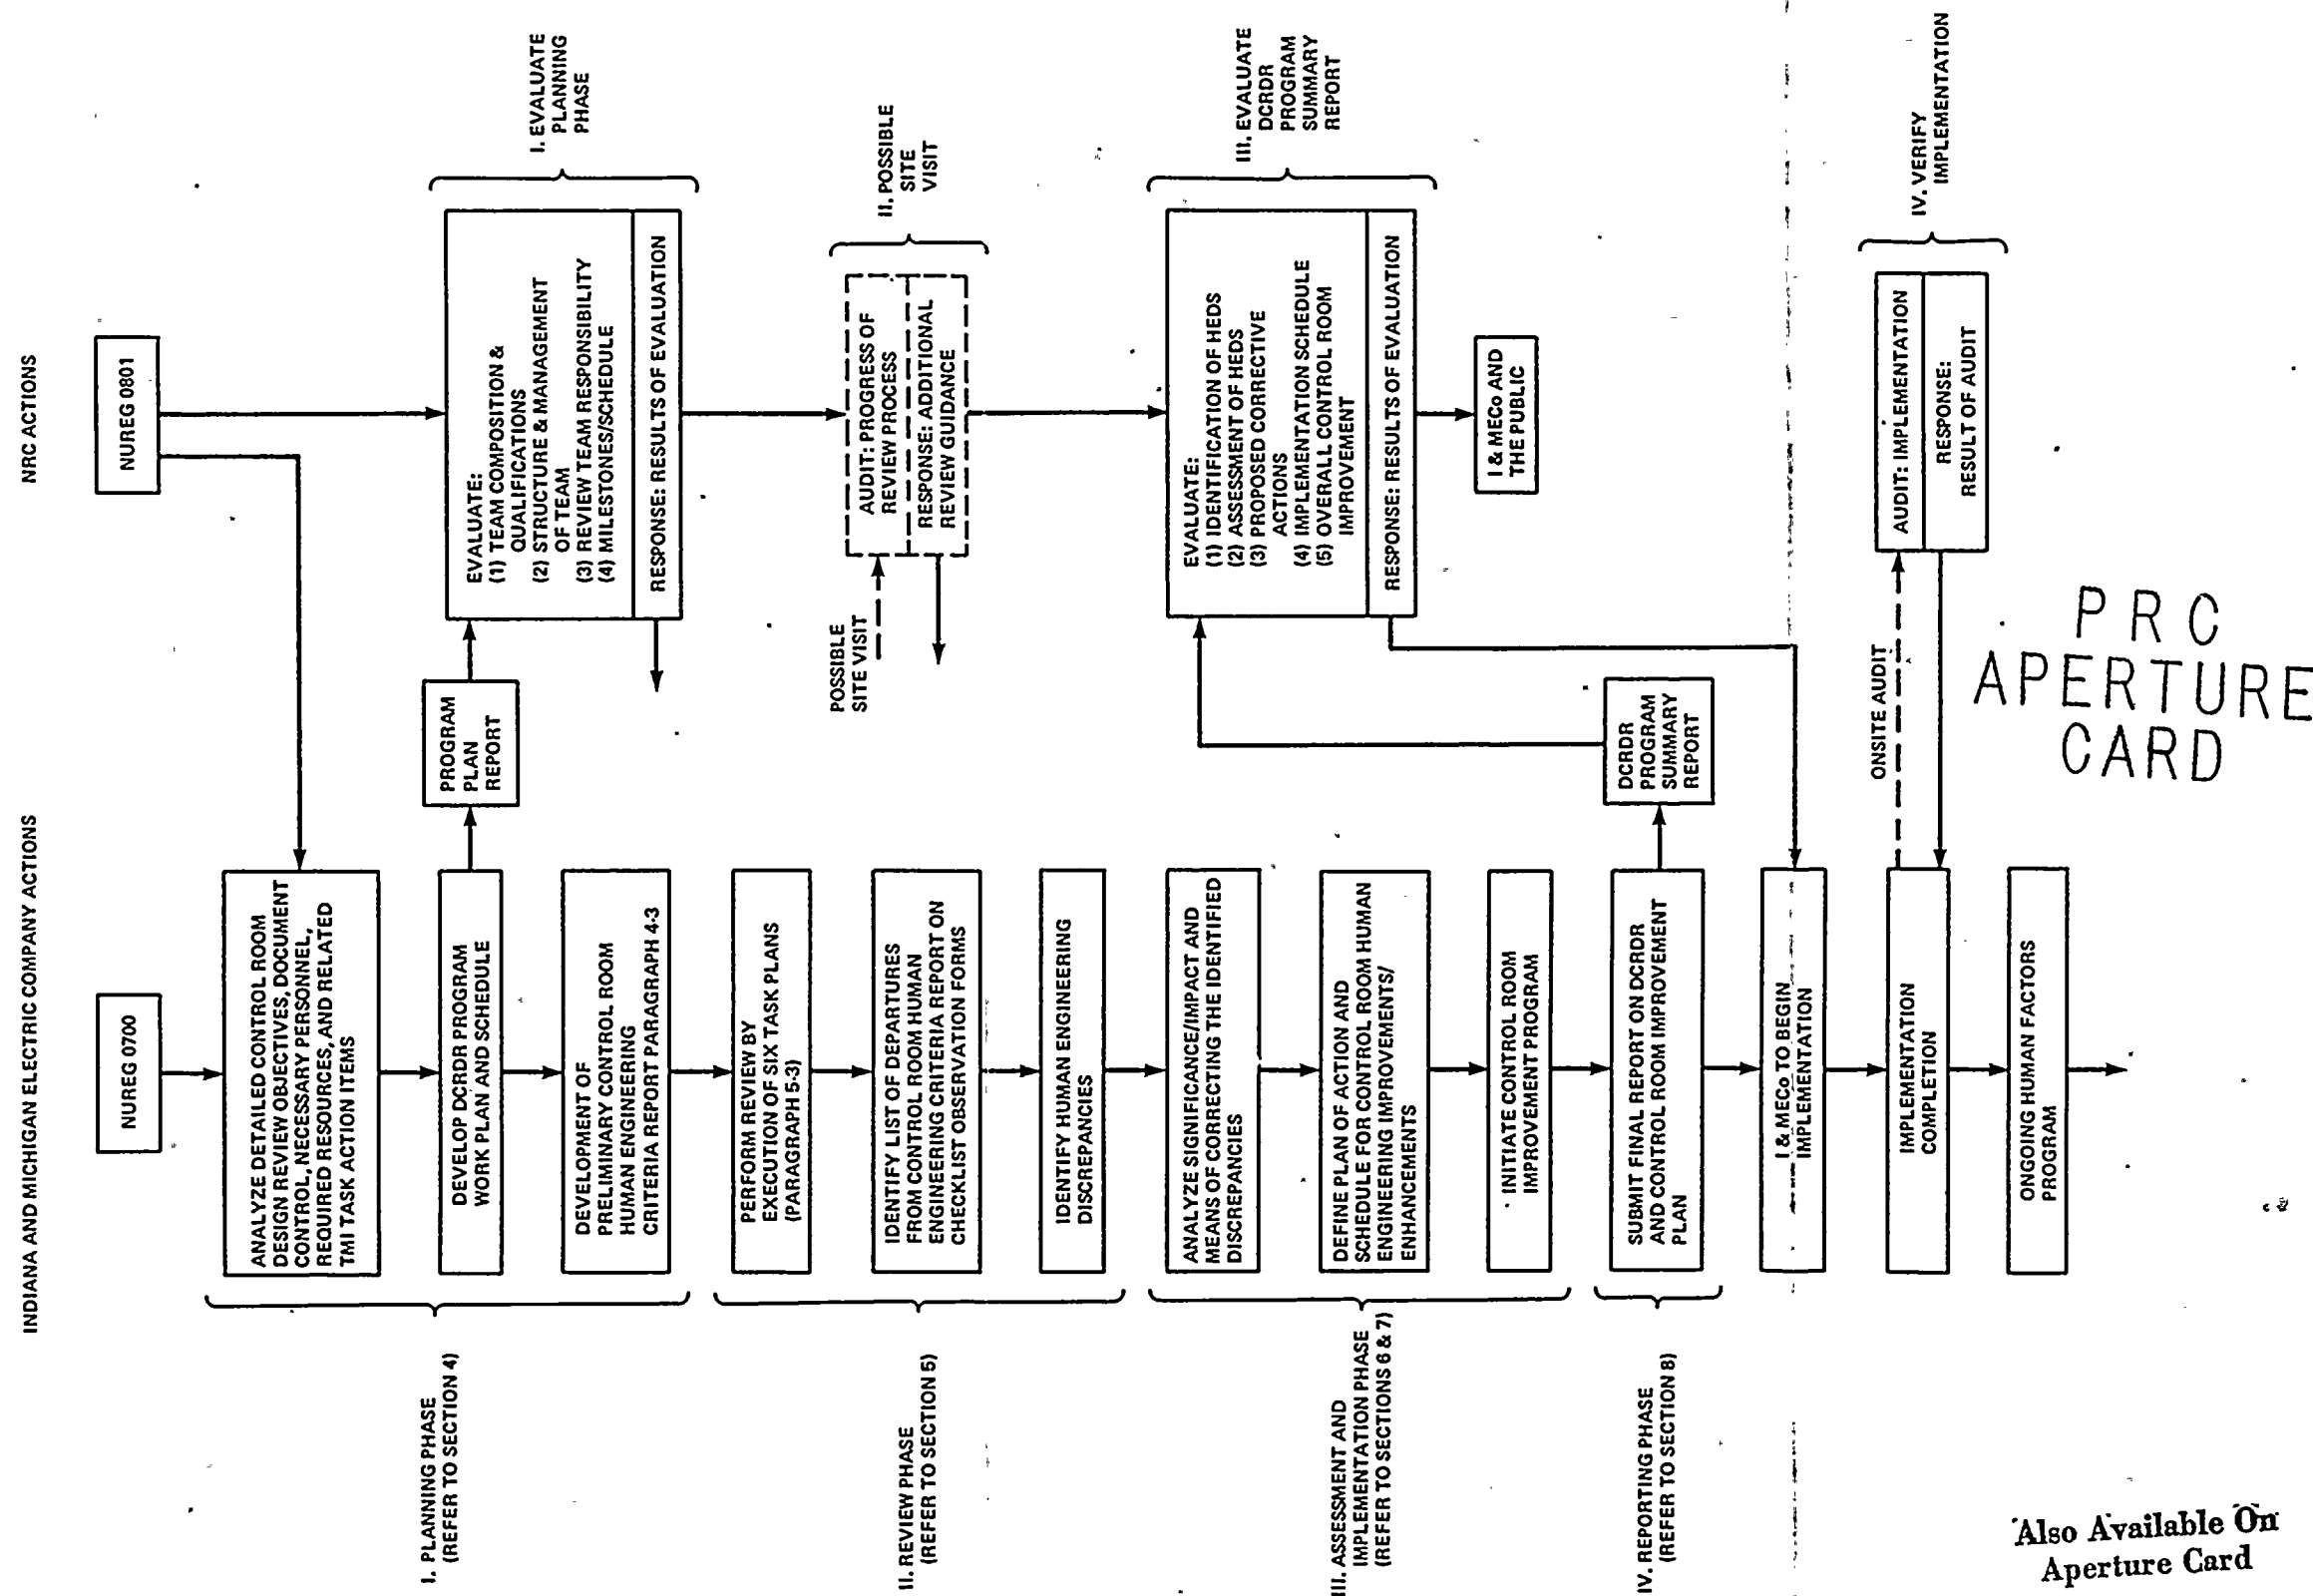 INDIANA AND MICHIGAN ELECTRIC COMPANY ACTIONS
NRC ACTIONS
NUREG 0700
NUREG 0801
I. PLANNING PHASE
(REFER TO SECTION 4)
ANALYZE DETAILED CONTROL ROOM
DESIGN REVIEW OBJECTIVES, DOCUMENT
CONTROL, NECESSARY PERSONNEL,
REQUIRED RESOURCES, AND RELATED
TMI TASK ACTION ITEMS
DEVELOP DCRDR PROGRAM
WORK PLAN AND SCHEDULE
PROGRAM
PLAN
REPORT
DEVELOPMENT OF
PRELIMINARY CONTROL ROOM
HUMAN ENGINEERING
CRITERIA REPORT PARAGRAPH 4-3
EVALUATE:
(1) TEAM COMPOSITION &
QUALIFICATIONS
(2) STRUCTURE & MANAGEMENT
OF TEAM
(3) REVIEW TEAM RESPONSIBILITY
(4) MILESTONES/SCHEDULE
RESPONSE: RESULTS OF EVALUATION
I. EVALUATE
PLANNING
PHASE
II. REVIEW PHASE
(REFER TO SECTION 5)
PERFORM REVIEW BY
EXECUTION OF SIX TASK PLANS
(PARAGRAPH 5-3)
IDENTIFY LIST OF DEPARTURES
FROM CONTROL ROOM HUMAN
ENGINEERING CRITERIA REPORT ON
CHECKLIST OBSERVATION FORMS
IDENTIFY HUMAN ENGINEERING
DISCREPANCIES
POSSIBLE
SITE VISIT
AUDIT: PROGRESS OF
REVIEW PROCESS
RESPONSE: ADDITIONAL
REVIEW GUIDANCE
II. POSSIBLE
SITE
VISIT
III. ASSESSMENT AND
IMPLEMENTATION PHASE
(REFER TO SECTIONS 6 & 7)
ANALYZE SIGNIFICANCE/IMPACT AND
MEANS OF CORRECTING THE IDENTIFIED
DISCREPANCIES
DEFINE PLAN OF ACTION AND
SCHEDULE FOR CONTROL ROOM HUMAN
ENGINEERING IMPROVEMENTS/
ENHANCEMENTS
INITIATE CONTROL ROOM
IMPROVEMENT PROGRAM
EVALUATE:
(1) IDENTIFICATION OF HEDS
(2) ASSESSMENT OF HEDS
(3) PROPOSED CORRECTIVE
ACTIONS
(4) IMPLEMENTATION SCHEDULE
(5) OVERALL CONTROL ROOM
IMPROVEMENT
RESPONSE: RESULTS OF EVALUATION
III. EVALUATE
DCRDR
PROGRAM
SUMMARY
REPORT
I & MECo AND
THE PUBLIC
IV. REPORTING PHASE
(REFER TO SECTION 8)
SUBMIT FINAL REPORT ON DCRDR
AND CONTROL ROOM IMPROVEMENT
PLAN
DCRDR
PROGRAM
SUMMARY
REPORT
I & MECo TO BEGIN
IMPLEMENTATION
IMPLEMENTATION
COMPLETION
ONSITE AUDIT
AUDIT: IMPLEMENTATION
RESPONSE:
RESULT OF AUDIT
IV. VERIFY
IMPLEMENTATION
ONGOING HUMAN FACTORS
PROGRAM
PRC
APERTURE
CARD
Also Available On
Aperture Card